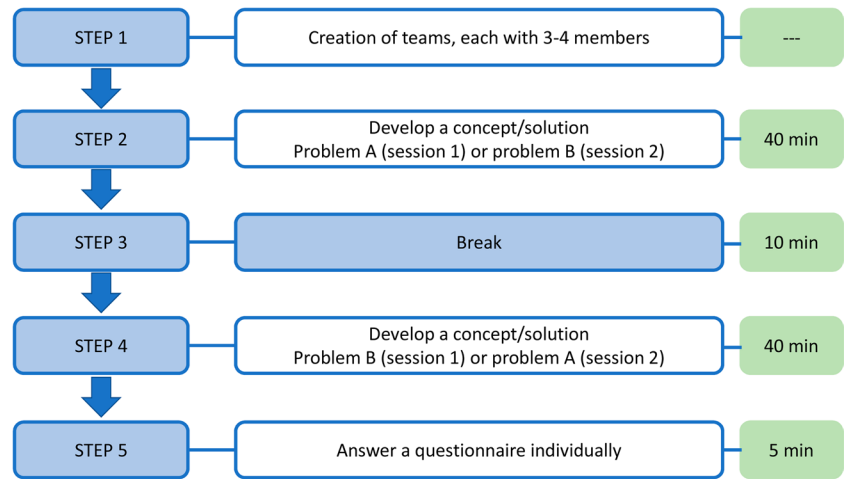 STEP 1
Creation of teams, each with 3-4 members
---
STEP 2
Develop a concept/solution
Problem A (session 1) or problem B (session 2)
40 min
STEP 3
Break
10 min
STEP 4
Develop a concept/solution
Problem B (session 1) or problem A (session 2)
40 min
STEP 5
Answer a questionnaire individually
5 min